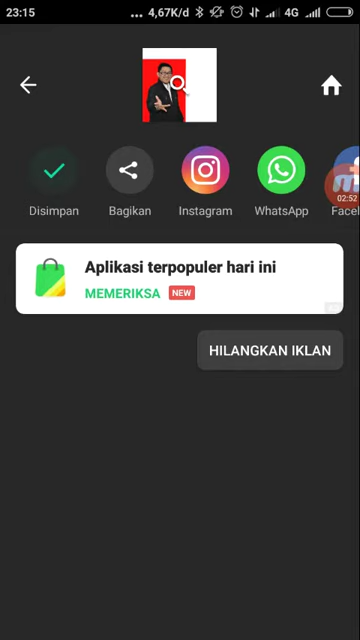 23:15 ... 4,67K/d 4G
Disimpan Bagikan Instagram WhatsApp Facel
02:52
Aplikasi terpopuler hari ini
MEMERIKSA NEW
HILANGKAN IKLAN